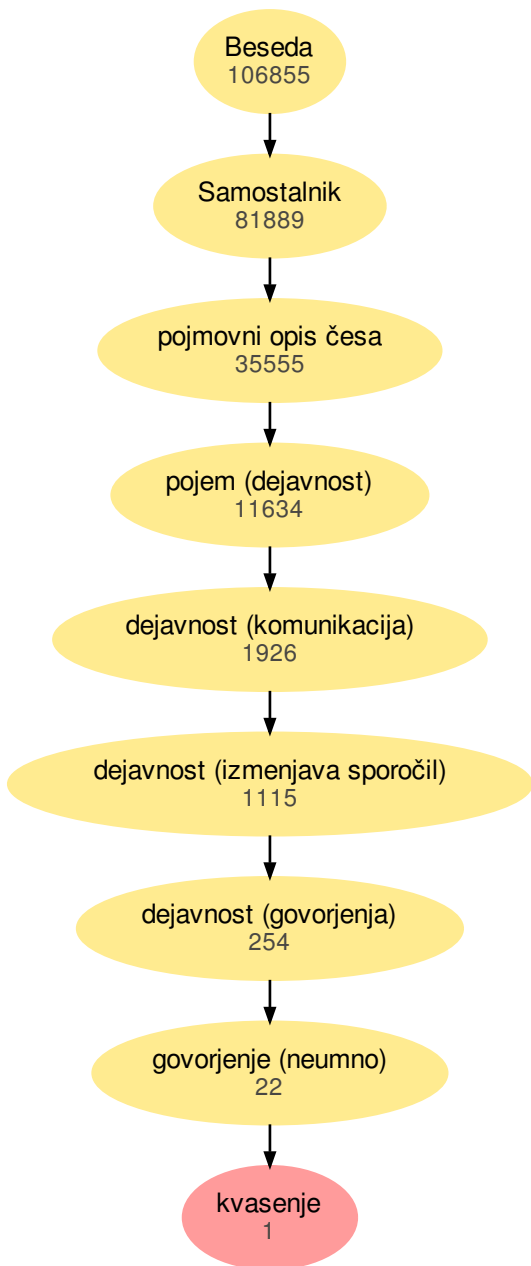 Beseda
106855
Samostalnik
81889
pojmovni opis česa
35555
pojem (dejavnost)
11634
dejavnost (komunikacija)
1926
dejavnost (izmenjava sporočil)
1115
dejavnost (govorjenja)
254
govorjenje (neumno)
22
kvasenje
1